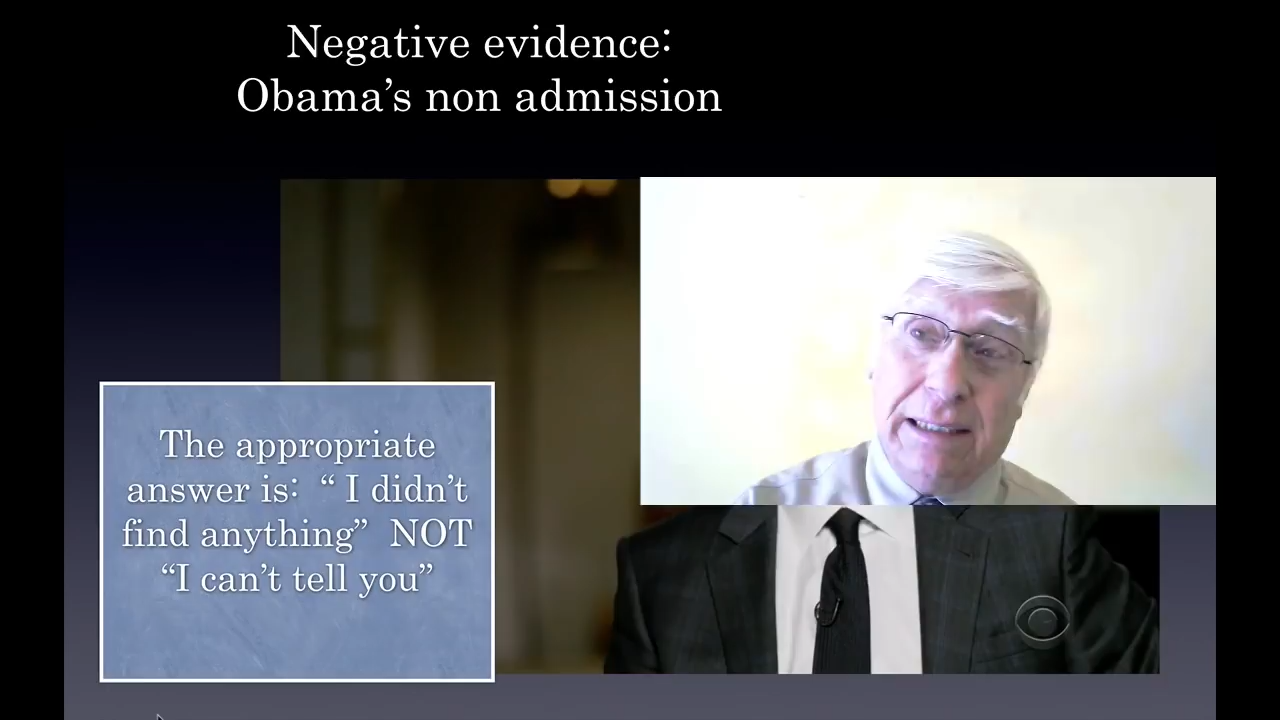 Negative evidence:
Obama’s non admission
The appropriate
answer is:  “ I didn’t
find anything”  NOT
“I can’t tell you”